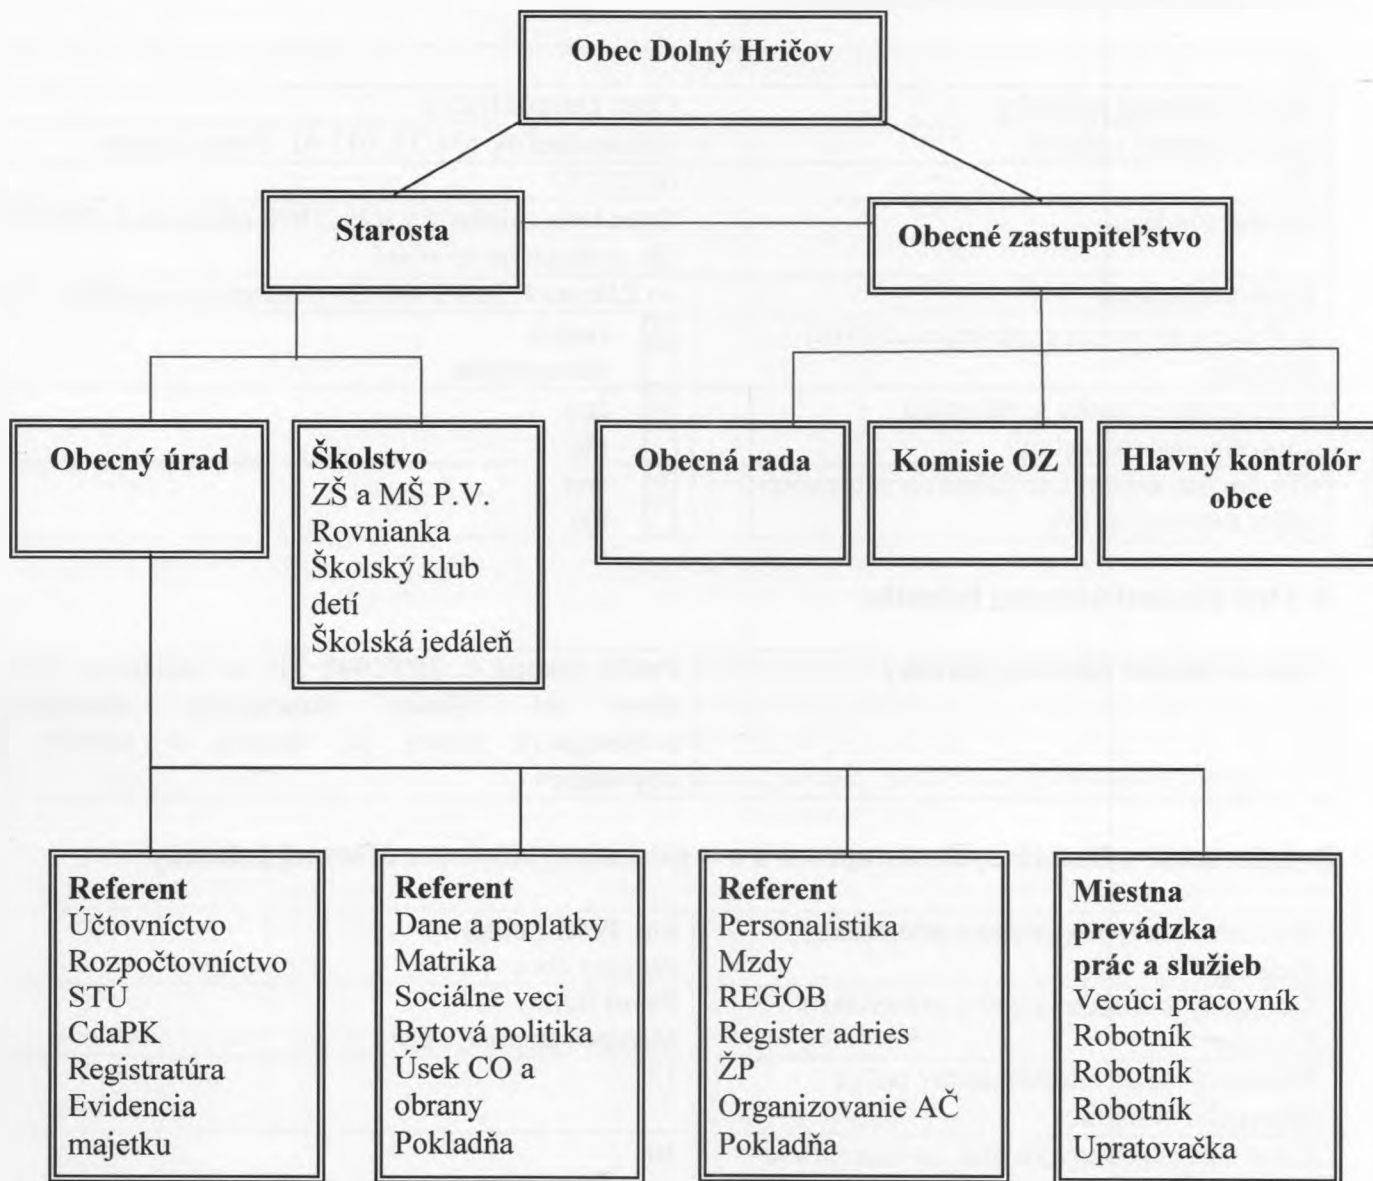 Obec Dolný Hričov
Starosta
Obecné zastupiteľstvo
Obecný úrad
Školstvo
ZŠ a MŠ P.V.
Rovnianka
Školský klub
detí
Školská jedáleň
Obecná rada
Komisie OZ
Hlavný kontrolór
obce
Referent
Účtovníctvo
Rozpočtovníctvo
STÚ
CdaPK
Registratúra
Evidencia
majetku
Referent
Dane a poplatky
Matrika
Sociálne veci
Bytová politika
Úsek CO a
obrany
Pokladňa
Referent
Personalistika
Mzdy
REGOB
Register adries
ŽP
Organizovanie AČ
Pokladňa
Miestna
prevádzka
prác a služieb
Vecúci pracovník
Robotník
Robotník
Robotník
Upratovačka